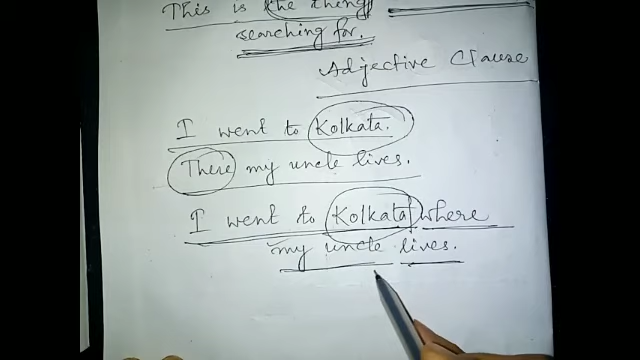 This is the thing
searching for.
Adjective Clause
I went to Kolkata.
There my uncle lives.
I went to Kolkata where
my uncle lives.